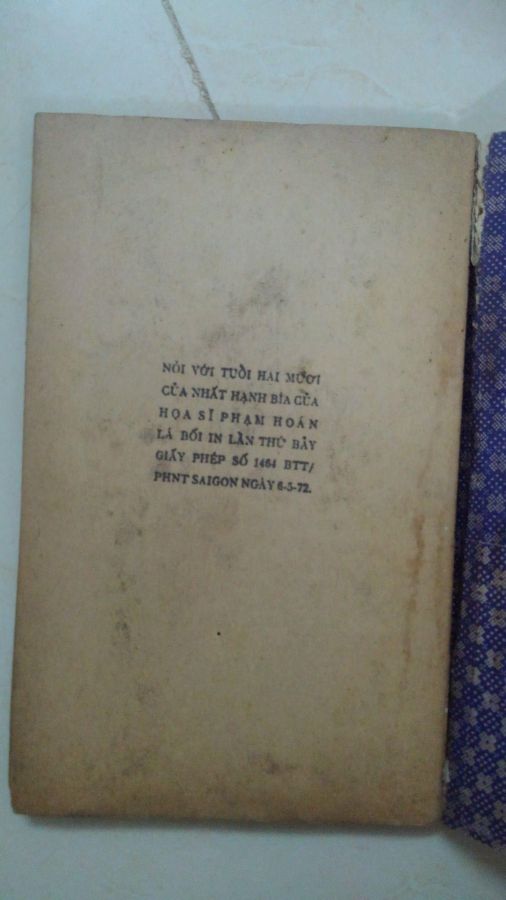 NÓI VỚI TUỔI HAI MƯƠI
CỦA NHẤT HẠNH BÌA CỦA
HỌA SĨ PHẠM HOÁN
LÁ BỐI IN LẦN THỨ BẢY
GIẤY PHÉP SỐ 1464 BTT/
PHNT SAIGON NGÀY 6-5-72.